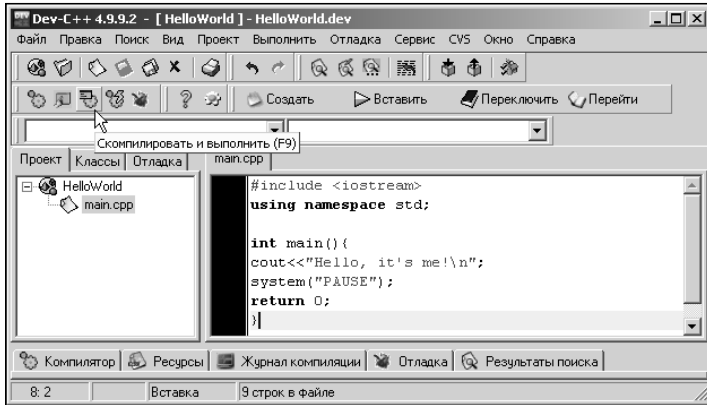 Dev-C++ 4.9.9.2 - [ HelloWorld ] - HelloWorld.dev
Файл Правка Поиск Вид Проект Выполнить Отладка Сервис CVS Окно Справка
Создать Вставить Переключить Перейти
Скомпилировать и выполнить (F9)
Проект Классы Отладка main.cpp
HelloWorld
main.cpp
#include <iostream>
using namespace std;
int main(){
cout<<"Hello, it's me!\n";
system("PAUSE");
return 0;
}
Компилятор Ресурсы Журнал компиляции Отладка Результаты поиска
8: 2 Вставка 9 строк в файле